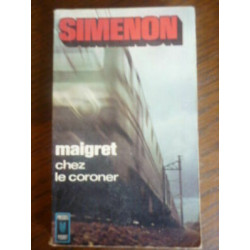 SIMENON
maigret
chez
le coroner